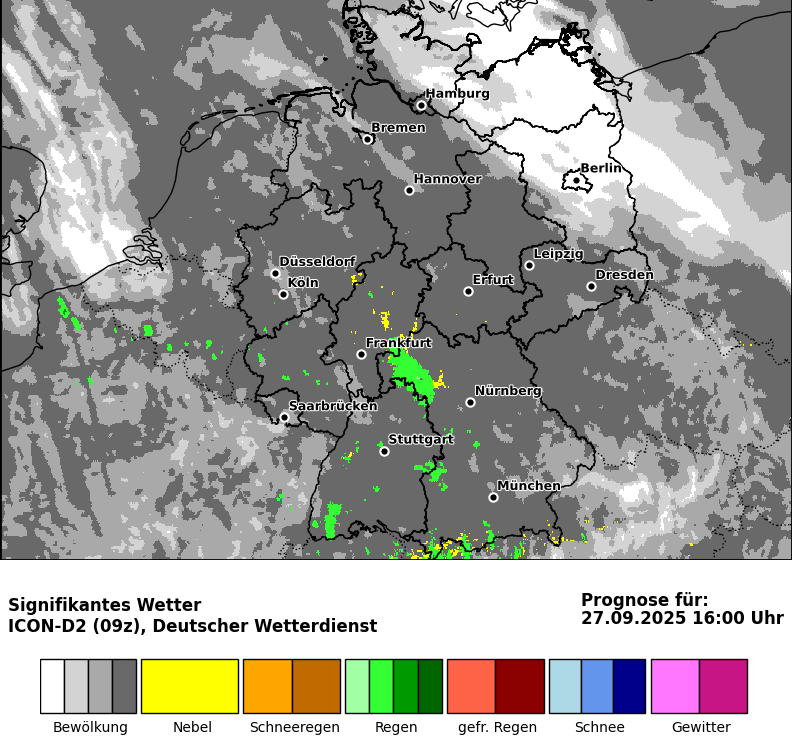 Hamburg
Bremen
Berlin
Hannover
Leipzig
Düsseldorf
Dresden
Köln
Erfurt
Frankfurt
Nürnberg
Saarbrücken
Stuttgart
München
Signifikantes Wetter
ICON-D2 (09z), Deutscher Wetterdienst
Prognose für:
27.09.2025 16:00 Uhr
Bewölkung
Nebel
Schneeregen
Regen
gefr. Regen
Schnee
Gewitter